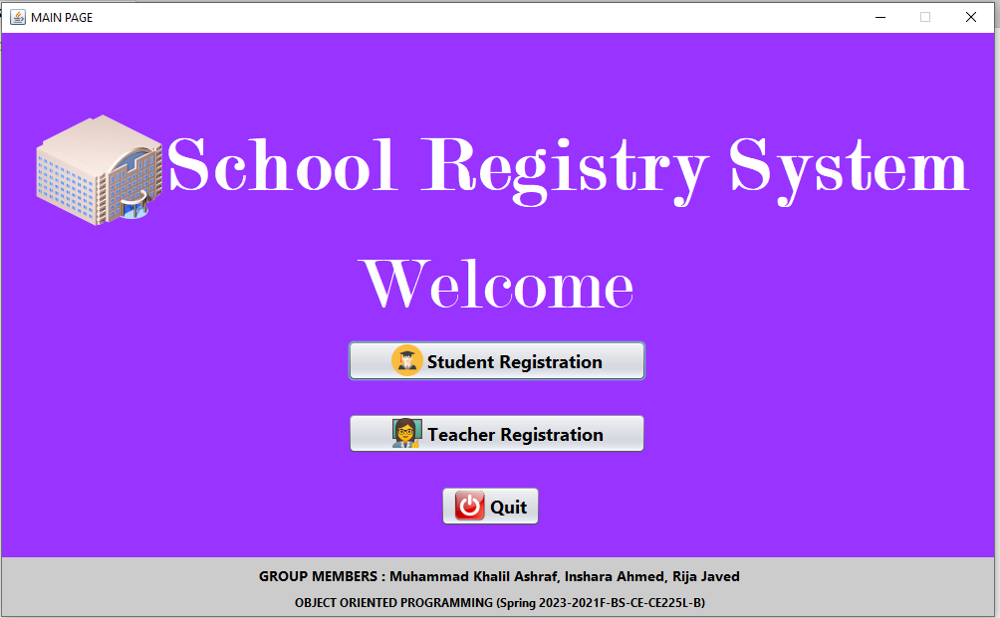 MAIN PAGE
School Registry System
Welcome
Student Registration
Teacher Registration
Quit
GROUP MEMBERS : Muhammad Khalil Ashraf, Inshara Ahmed, Rija Javed
OBJECT ORIENTED PROGRAMMING (Spring 2023-2021F-BS-CE-CE225L-B)